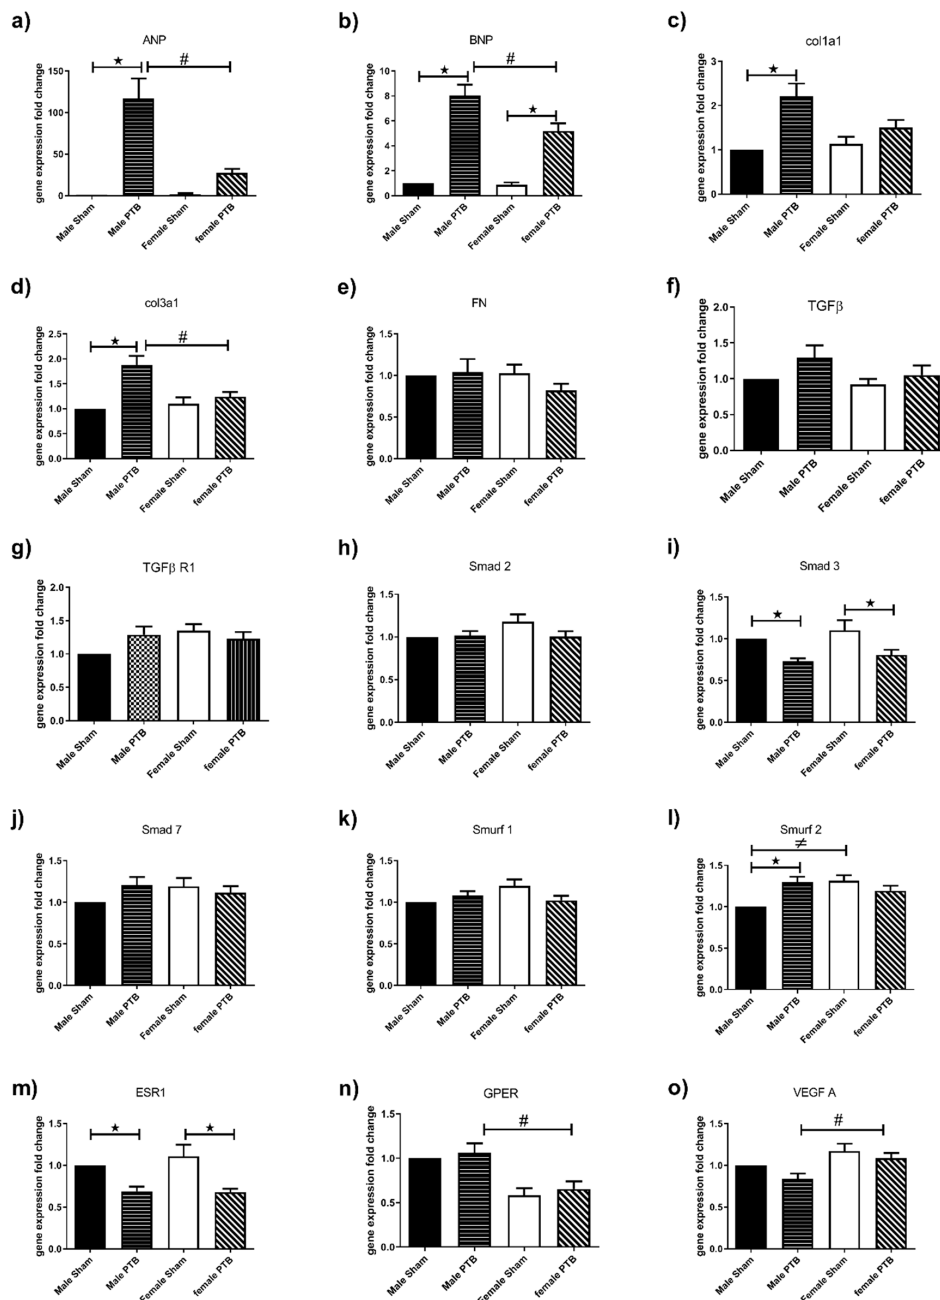 a)
ANP
gene expression fold change
150
100
50
0
★
#
Male Sham
Male PTB
Female Sham
female PTB
b)
BNP
gene expression fold change
10
8
6
4
2
0
★
#
★
Male Sham
Male PTB
Female Sham
female PTB
c)
col1a1
gene expression fold change
3
2
1
0
★
Male Sham
Male PTB
Female Sham
female PTB
d)
col3a1
gene expression fold change
2.5
2.0
1.5
1.0
0.5
0.0
★
#
Male Sham
Male PTB
Female Sham
female PTB
e)
FN
gene expression fold change
1.5
1.0
0.5
0.0
Male Sham
Male PTB
Female Sham
female PTB
f)
TGFβ
gene expression fold change
2.0
1.5
1.0
0.5
0.0
Male Sham
Male PTB
Female Sham
female PTB
g)
TGFβ R1
gene expression fold change
2.0
1.5
1.0
0.5
0.0
Male Sham
Male PTB
Female Sham
female PTB
h)
Smad 2
gene expression fold change
1.5
1.0
0.5
0.0
Male Sham
Male PTB
Female Sham
female PTB
i)
Smad 3
gene expression fold change
1.5
1.0
0.5
0.0
★
★
Male Sham
Male PTB
Female Sham
female PTB
j)
Smad 7
gene expression fold change
1.5
1.0
0.5
0.0
Male Sham
Male PTB
Female Sham
female PTB
k)
Smurf 1
gene expression fold change
1.5
1.0
0.5
0.0
Male Sham
Male PTB
Female Sham
female PTB
l)
Smurf 2
gene expression fold change
1.5
1.0
0.5
0.0
≠
★
Male Sham
Male PTB
Female Sham
female PTB
m)
ESR1
gene expression fold change
1.5
1.0
0.5
0.0
★
★
Male Sham
Male PTB
Female Sham
female PTB
n)
GPER
gene expression fold change
1.5
1.0
0.5
0.0
#
Male Sham
Male PTB
Female Sham
female PTB
o)
VEGF A
gene expression fold change
1.5
1.0
0.5
0.0
#
Male Sham
Male PTB
Female Sham
female PTB